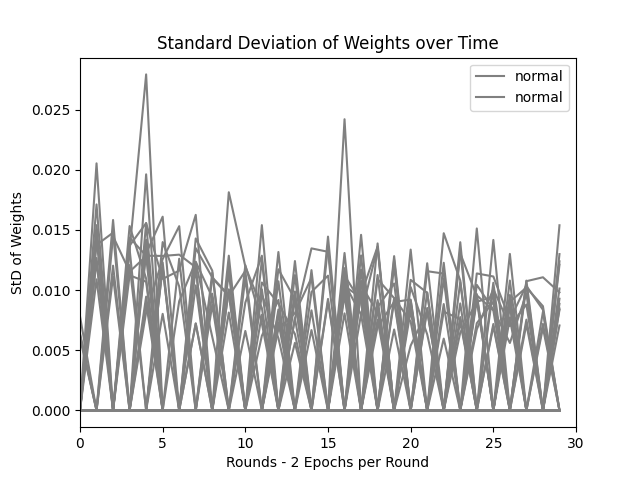 Standard Deviation of Weights over Time
normal
normal
StD of Weights
0.025
0.020
0.015
0.010
0.005
0.000
0 5 10 15 20 25 30
Rounds - 2 Epochs per Round